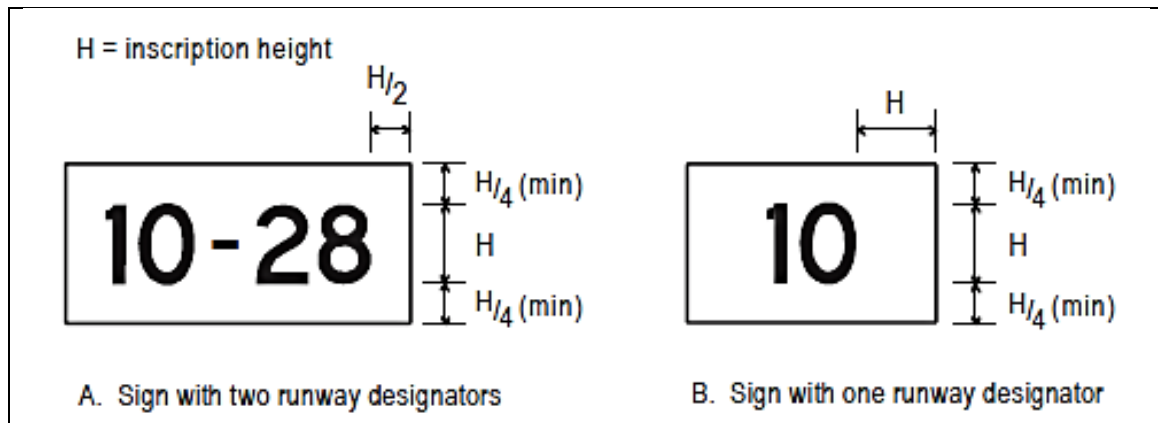 H = inscription height
H/2
H
H/4 (min)
H/4 (min)
10-28
10
H
H
H/4 (min)
H/4 (min)
A. Sign with two runway designators
B. Sign with one runway designator